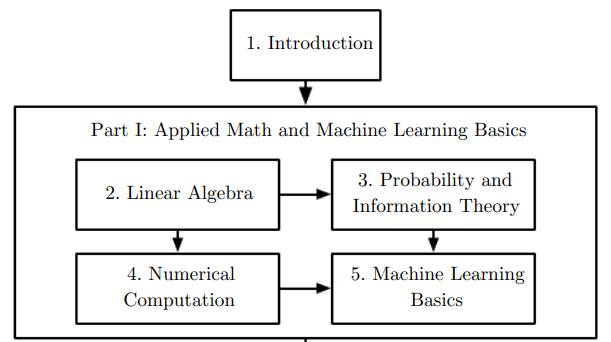 1. Introduction
Part I: Applied Math and Machine Learning Basics
2. Linear Algebra
3. Probability and
Information Theory
4. Numerical
Computation
5. Machine Learning
Basics